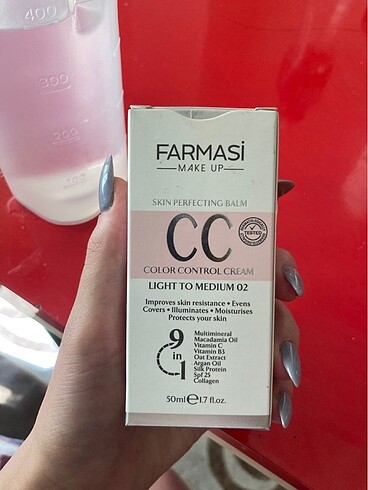 400
300
200
100
FARMASi
MAKE UP
SKIN PERFECTING BALM
CC
TESTED
COLOR CONTROL CREAM
LIGHT TO MEDIUM 02
Improves skin resistance • Evens
Covers • Illuminates • Moisturises
Protects your skin
9 in 1
Multimineral
Macadamia Oil
Vitamin C
Vitamin B3
Oat Extract
Argan Oil
Silk Protein
Spf 25
Collagen
50ml ℮ 1.7 fl.oz.